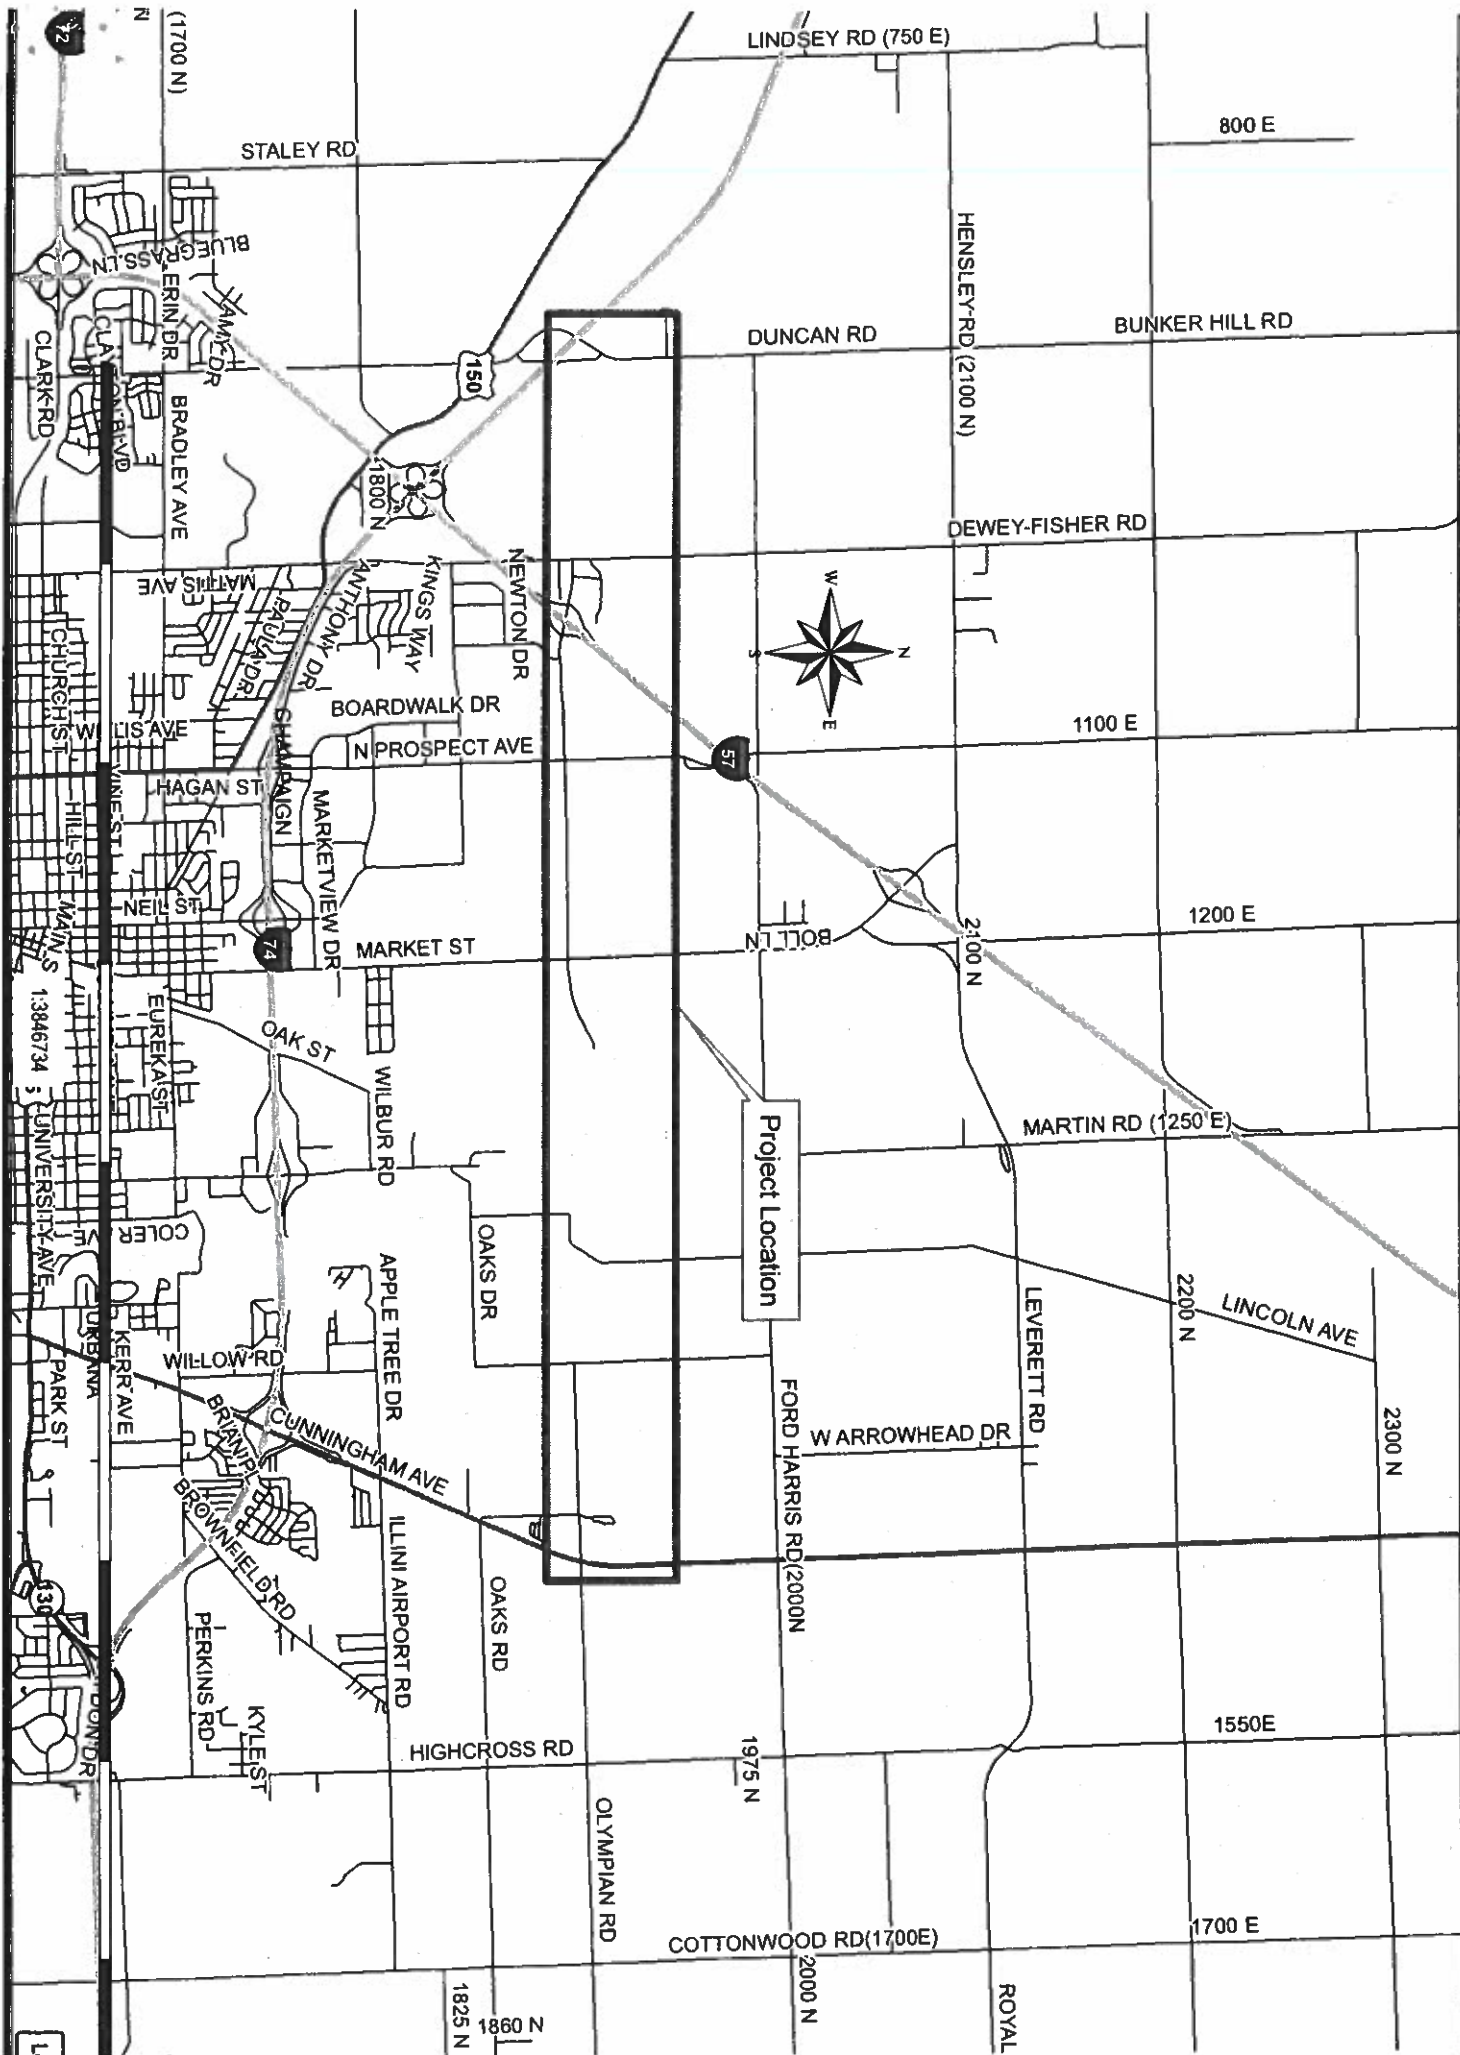 LINDSEY RD (750 E)
72
N
(1700 N)
STALEY RD
800 E
BLUEGRASS LN
ERIN DR
AMY DR
HENSLEY RD (2100 N)
DUNCAN RD
BUNKER HILL RD
CLARK RD
BRADLEY AVE
150
1800 N
DEWEY-FISHER RD
MATTIS AVE
PAULA DR
ANTHONY DR
KINGS WAY
NEWTON DR
W
N
S
E
CHURCH ST
BOARDWALK DR
N PROSPECT AVE
1100 E
57
HAGAN ST
CHAMPAIGN
MARKETVIEW DR
VINE ST
HILL ST
NEIL ST
MAIN S
74
MARKET ST
BOLL LN
2100 N
1200 E
1:3846734
EUREKA ST
OAK ST
WILBUR RD
Project Location
MARTIN RD (1250 E)
UNIVERSITY AVE
COLER AVE
OAKS DR
APPLE TREE DR
LEVERETT RD
2200 N
LINCOLN AVE
URBANA
KERR AVE
PARK ST
WILLOW RD
BRIAN PL
CUNNINGHAM AVE
FORD HARRIS RD(2000N
W ARROWHEAD DR
2300 N
BROWNFIELD RD
ILLINI AIRPORT RD
OAKS RD
130
PERKINS RD
KYLE ST
HIGHCROSS RD
1975 N
1550E
OLYMPIAN RD
COTTONWOOD RD(1700E)
1700 E
2000 N
ROYAL
1825 N
1860 N